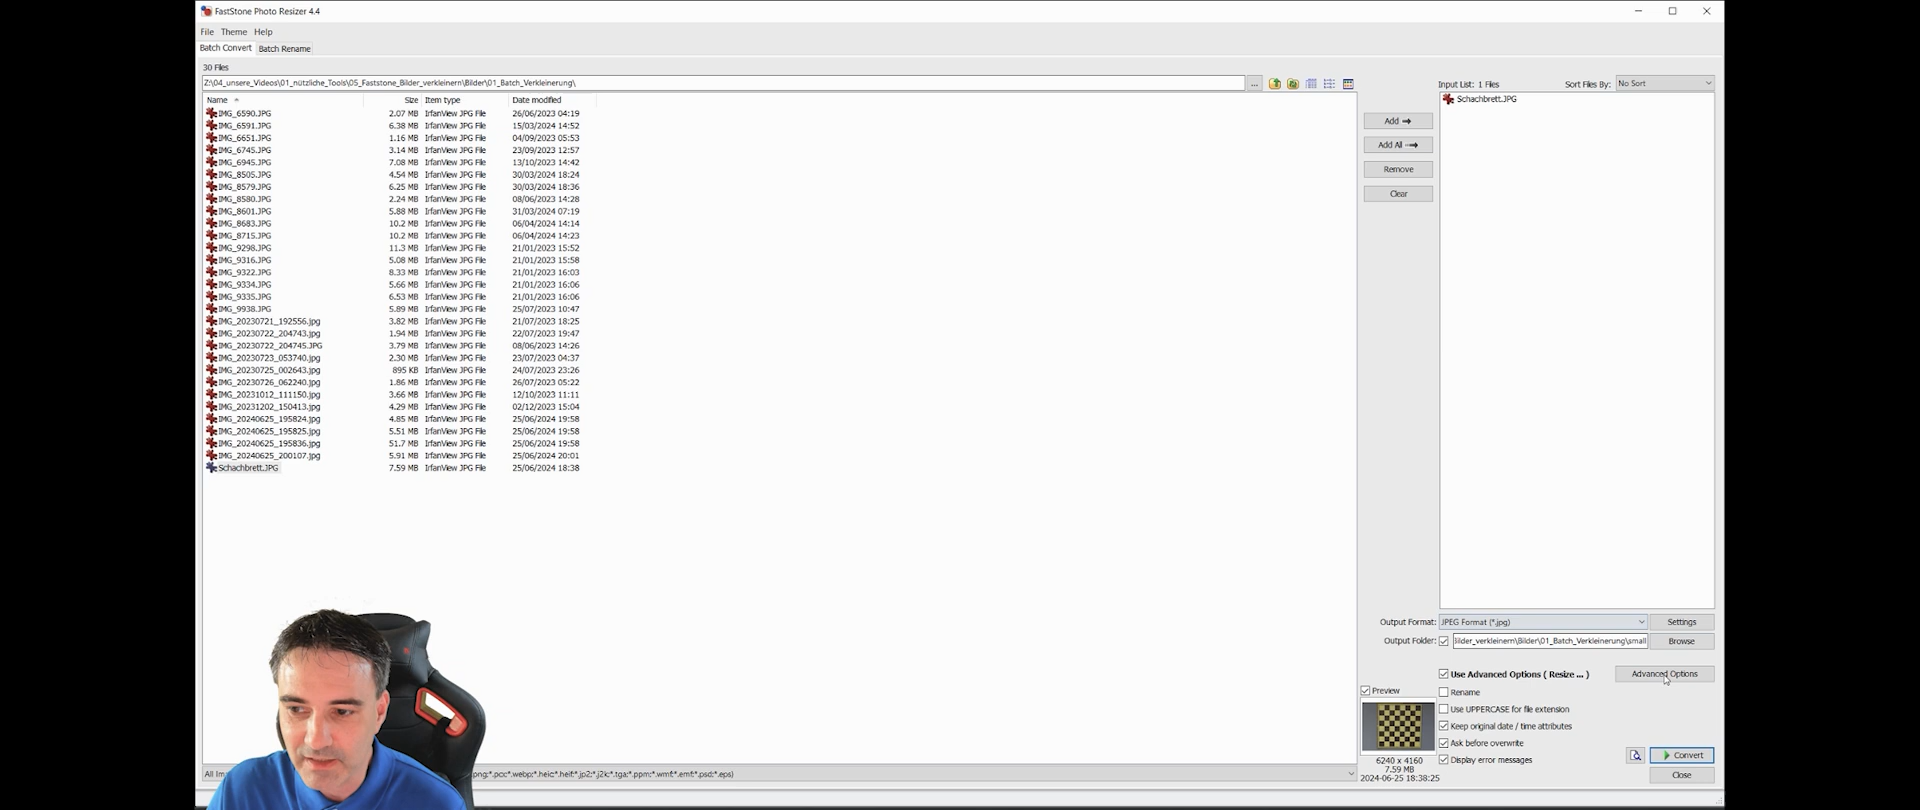 FastStone Photo Resizer 4.4
File Theme Help
Batch Convert Batch Rename
30 Files
Z:\04_unsere_Videos\01_nützliche_Tools\05_Faststone_Bilder_verkleinern\Bilder\01_Batch_Verkleinerung\ ...
Input List: 1 Files Sort Files By: No Sort
Name Size Item type Date modified
Schachbrett.JPG
IMG_6590.JPG 2.07 MB IrfanView JPG File 26/06/2023 04:19
IMG_6591.JPG 6.38 MB IrfanView JPG File 15/03/2024 14:52
IMG_6651.JPG 1.16 MB IrfanView JPG File 04/09/2023 05:53
IMG_6745.JPG 3.14 MB IrfanView JPG File 23/09/2023 12:57
IMG_6945.JPG 7.08 MB IrfanView JPG File 13/10/2023 14:42
IMG_8505.JPG 4.54 MB IrfanView JPG File 30/03/2024 18:24
IMG_8579.JPG 6.25 MB IrfanView JPG File 30/03/2024 18:36
IMG_8580.JPG 2.24 MB IrfanView JPG File 08/06/2023 14:28
IMG_8601.JPG 5.88 MB IrfanView JPG File 31/03/2024 07:19
IMG_8683.JPG 10.2 MB IrfanView JPG File 06/04/2024 14:14
IMG_8715.JPG 10.2 MB IrfanView JPG File 06/04/2024 14:23
IMG_9298.JPG 11.3 MB IrfanView JPG File 21/01/2023 15:52
IMG_9316.JPG 5.08 MB IrfanView JPG File 21/01/2023 15:58
IMG_9322.JPG 8.33 MB IrfanView JPG File 21/01/2023 16:03
IMG_9334.JPG 5.66 MB IrfanView JPG File 21/01/2023 16:06
IMG_9335.JPG 6.53 MB IrfanView JPG File 21/01/2023 16:06
IMG_9938.JPG 5.89 MB IrfanView JPG File 25/07/2023 10:47
IMG_20230721_192556.jpg 3.82 MB IrfanView JPG File 21/07/2023 18:25
IMG_20230722_204743.jpg 1.94 MB IrfanView JPG File 22/07/2023 19:47
IMG_20230722_204745.JPG 3.79 MB IrfanView JPG File 08/06/2023 14:26
IMG_20230723_053740.jpg 2.30 MB IrfanView JPG File 23/07/2023 04:37
IMG_20230725_002643.jpg 895 KB IrfanView JPG File 24/07/2023 23:26
IMG_20230726_062240.jpg 1.86 MB IrfanView JPG File 26/07/2023 05:22
IMG_20231012_111150.jpg 3.66 MB IrfanView JPG File 12/10/2023 11:11
IMG_20231202_150413.jpg 4.29 MB IrfanView JPG File 02/12/2023 15:04
IMG_20240625_195824.jpg 4.85 MB IrfanView JPG File 25/06/2024 19:58
IMG_20240625_195825.jpg 5.51 MB IrfanView JPG File 25/06/2024 19:58
IMG_20240625_195836.jpg 51.7 MB IrfanView JPG File 25/06/2024 19:58
IMG_20240625_200107.jpg 5.91 MB IrfanView JPG File 25/06/2024 20:01
Schachbrett.JPG 7.59 MB IrfanView JPG File 25/06/2024 18:38
Add
Add All
Remove
Clear
Output Format: JPEG Format (*.jpg) Settings
Output Folder: Bilder_verkleinern\Bilder\01_Batch_Verkleinerung\small Browse
Use Advanced Options ( Resize ... ) Advanced Options
Preview Rename
Use UPPERCASE for file extension
Keep original date / time attributes
Ask before overwrite
Display error messages
Convert
Close
6240 x 4160
7.59 MB
2024-06-25 18:38:25
All png;*.pcc*.webp;*.heic;*.heif;*.jp2;*.j2k;*.tga;*.ppm;*.wmf;*.emf;*.psd;*.eps)